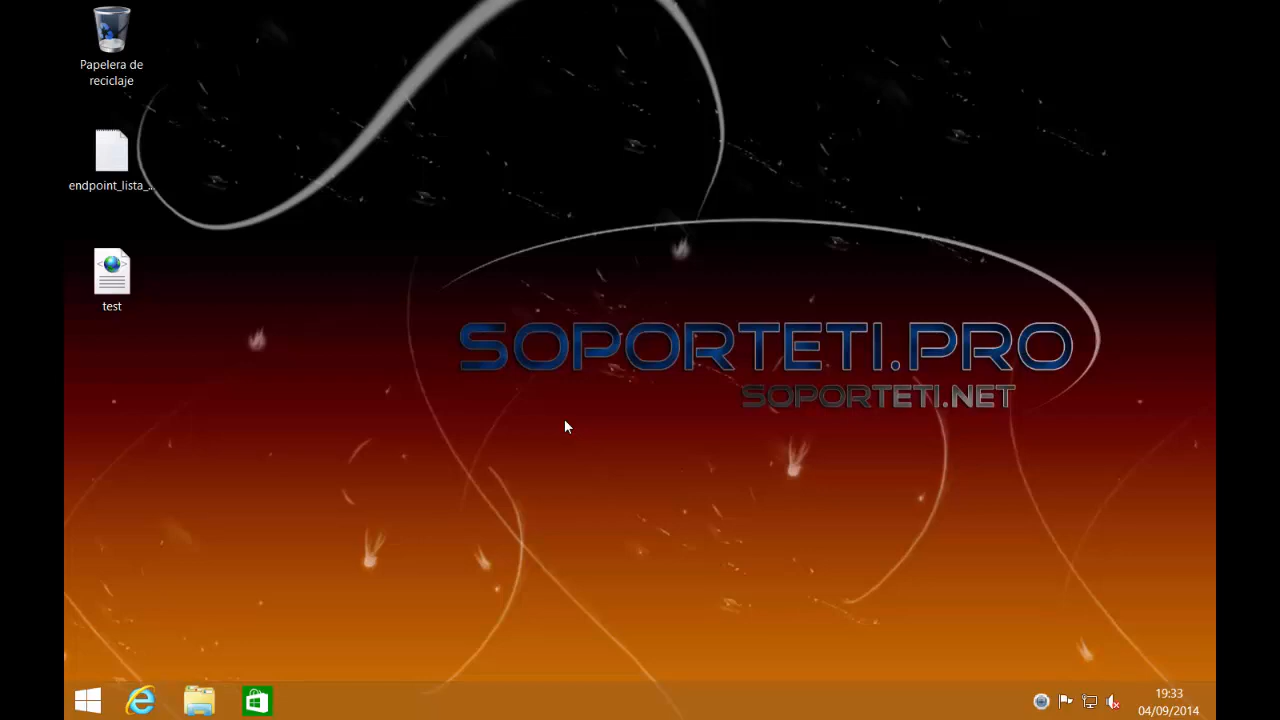 Papelera de
reciclaje
endpoint_lista_...
test
SOPORTETI.PRO
SOPORTETI.NET
19:33
04/09/2014